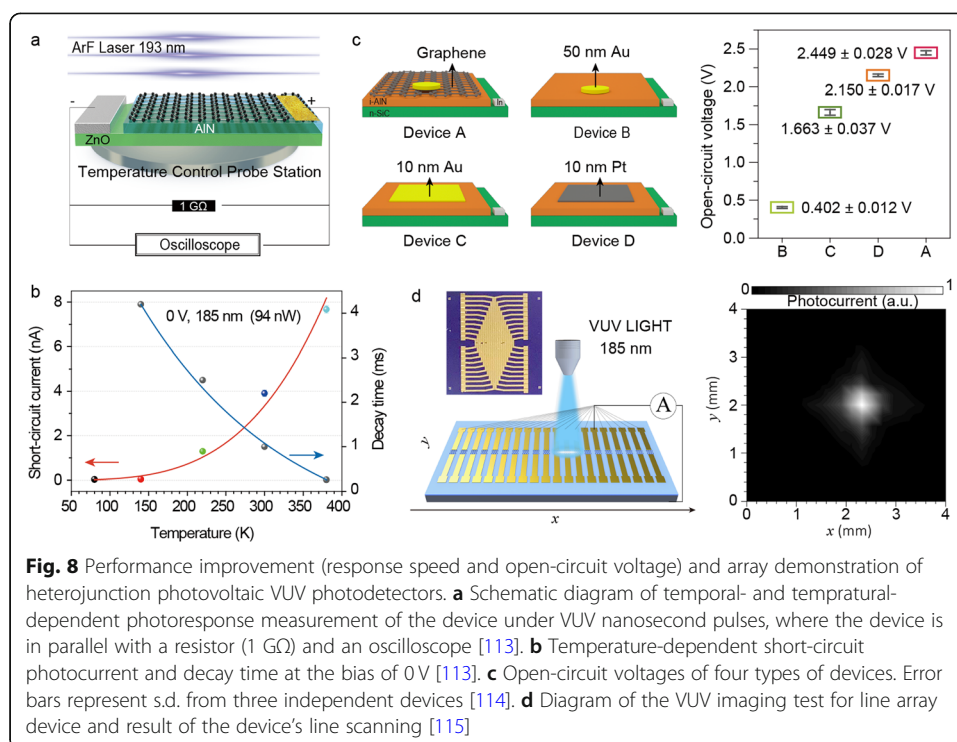 a
ArF Laser 193 nm
-
+
AlN
ZnO
Temperature Control Probe Station
1 GΩ
Oscilloscope
c
Graphene
i-AlN
n-SiC
In
Device A
50 nm Au
Device B
10 nm Au
Device C
10 nm Pt
Device D
Open-circuit voltage (V)
2.5
2.0
1.5
1.0
0.5
0.0
2.449 ± 0.028 V
2.150 ± 0.017 V
1.663 ± 0.037 V
0.402 ± 0.012 V
B C D A
b
0 V, 185 nm (94 nW)
Short-circuit current (nA)
8
6
4
2
0
Decay time (ms)
4
3
2
1
0
50 100 150 200 250 300 350 400
Temperature (K)
d
VUV LIGHT
185 nm
A
y
x
0 1
Photocurrent (a.u.)
y (mm)
4
3
2
1
0
0 1 2 3 4
x (mm)
Fig. 8 Performance improvement (response speed and open-circuit voltage) and array demonstration of
heterojunction photovoltaic VUV photodetectors. a Schematic diagram of temporal- and tempratural-
dependent photoresponse measurement of the device under VUV nanosecond pulses, where the device is
in parallel with a resistor (1 GΩ) and an oscilloscope [113]. b Temperature-dependent short-circuit
photocurrent and decay time at the bias of 0 V [113]. c Open-circuit voltages of four types of devices. Error
bars represent s.d. from three independent devices [114]. d Diagram of the VUV imaging test for line array
device and result of the device's line scanning [115]